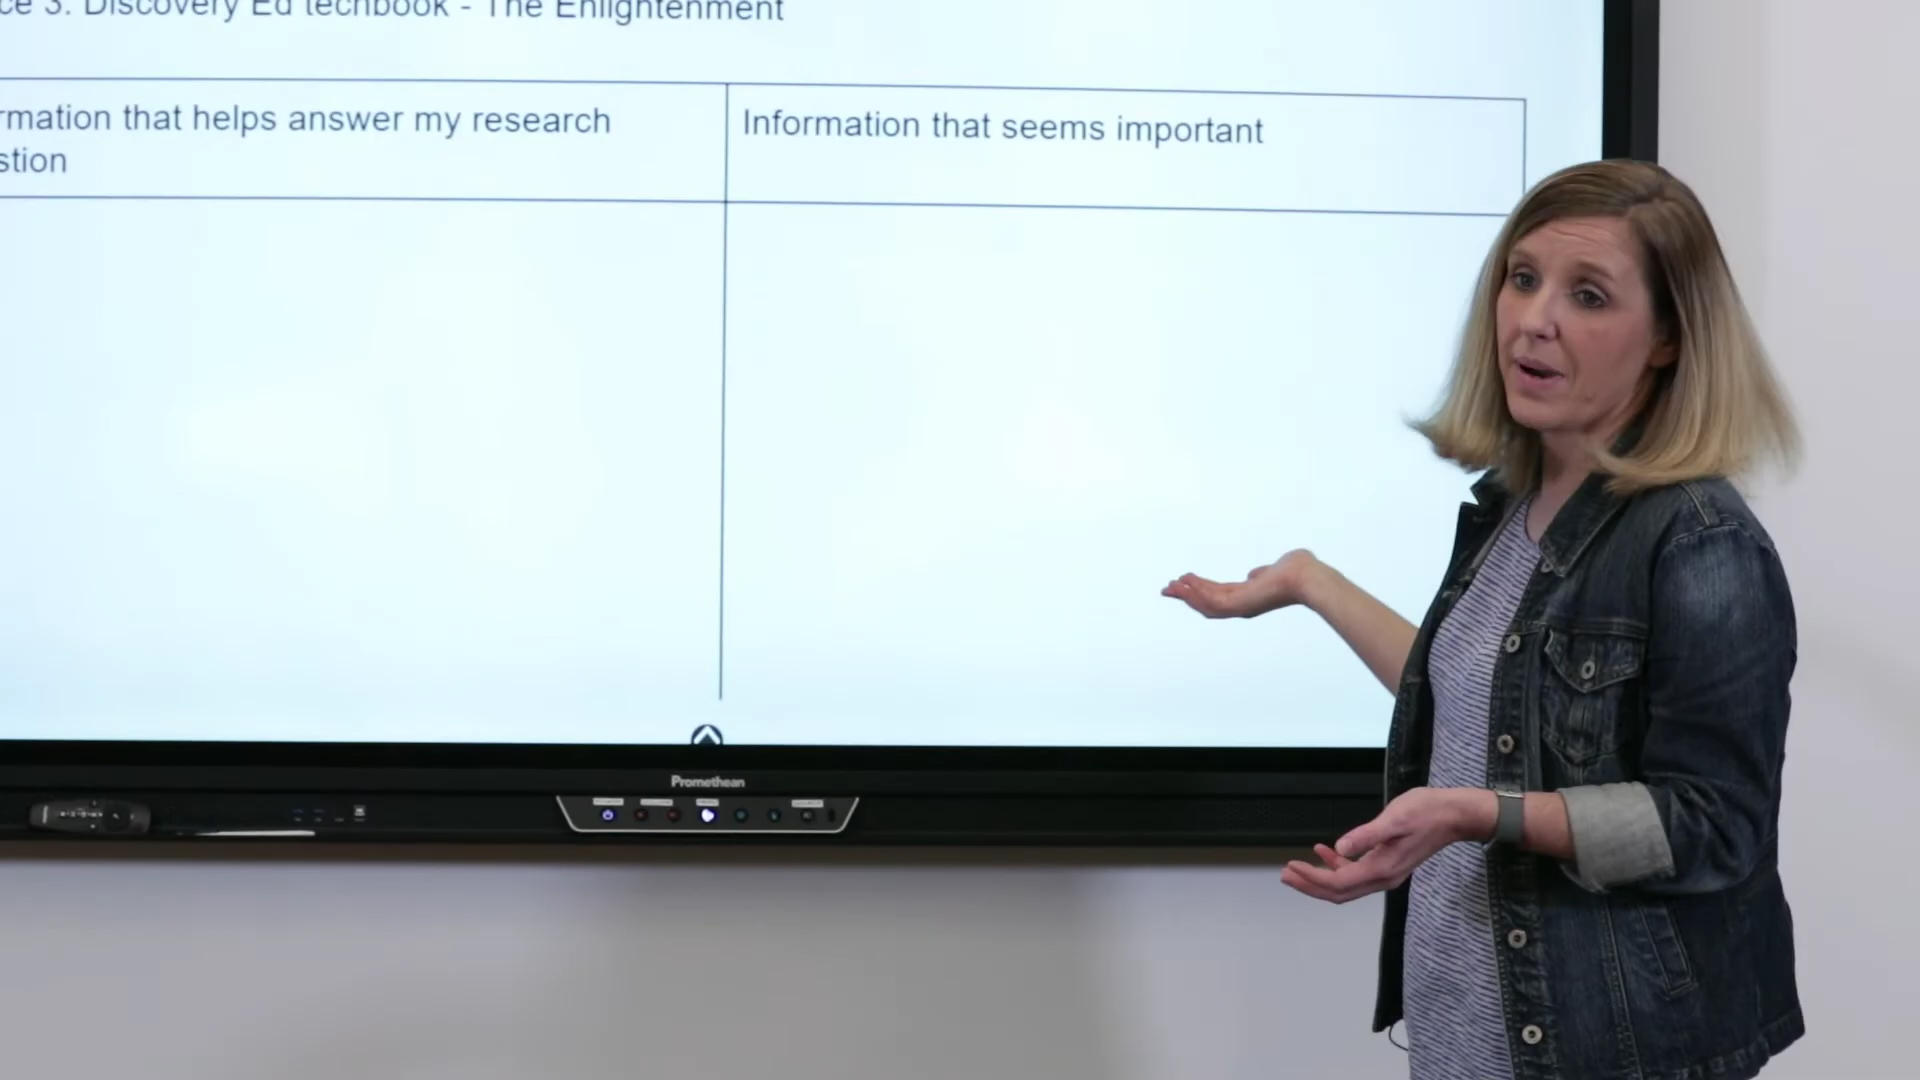 ce 3: Discovery Ed techbook - The Enlightenment
rmation that helps answer my research
stion
Information that seems important
Promethean